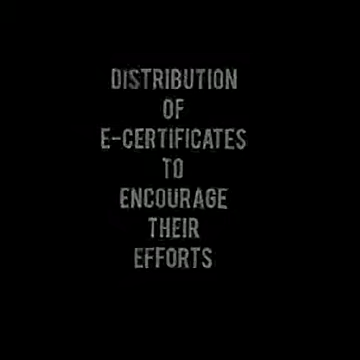 DISTRIBUTION
OF
E-CERTIFICATES
TO
ENCOURAGE
THEIR
EFFORTS